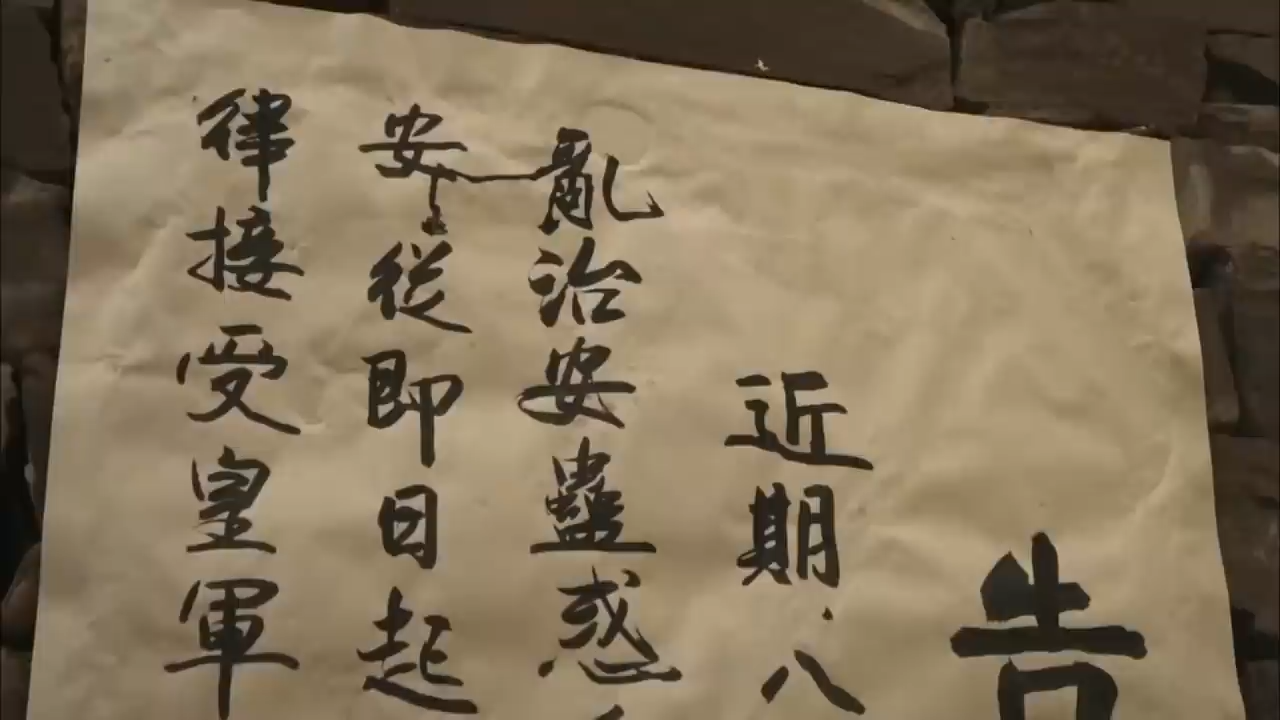 告
近期八
亂治安蠱惑
安從即日起
律接受皇軍